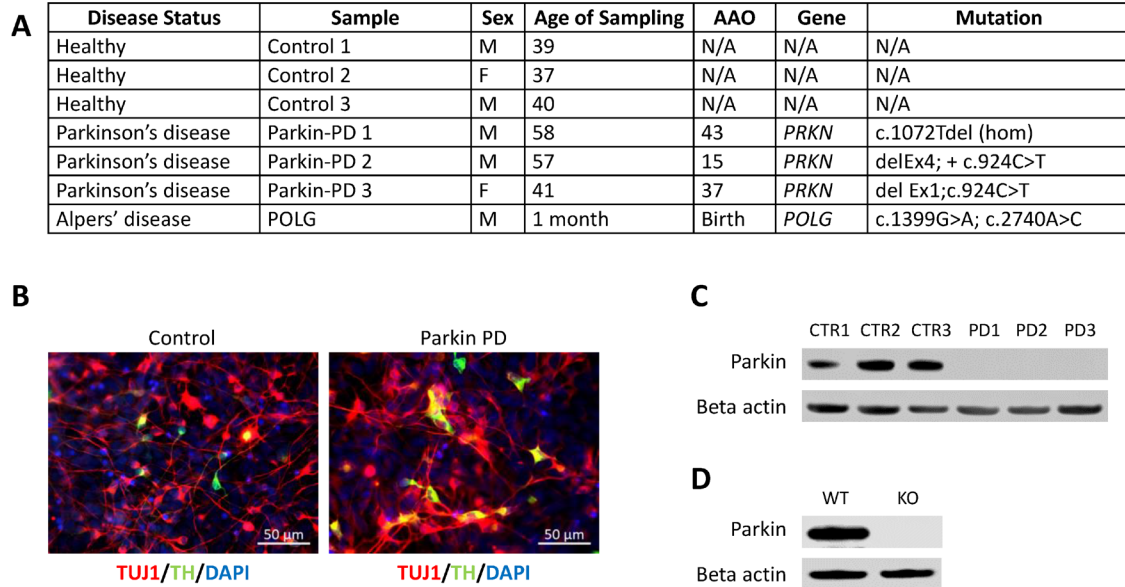 A
Disease Status Sample Sex Age of Sampling AAO Gene Mutation
Healthy Control 1 M 39 N/A N/A N/A
Healthy Control 2 F 37 N/A N/A N/A
Healthy Control 3 M 40 N/A N/A N/A
Parkinson's disease Parkin-PD 1 M 58 43 PRKN c.1072Tdel (hom)
Parkinson's disease Parkin-PD 2 M 57 15 PRKN delEx4; + c.924C>T
Parkinson's disease Parkin-PD 3 F 41 37 PRKN del Ex1;c.924C>T
Alpers' disease POLG M 1 month Birth POLG c.1399G>A; c.2740A>C
B
Control Parkin PD
50 µm 50 µm
TUJ1/TH/DAPI TUJ1/TH/DAPI
C
CTR1 CTR2 CTR3 PD1 PD2 PD3
Parkin
Beta actin
D
WT KO
Parkin
Beta actin